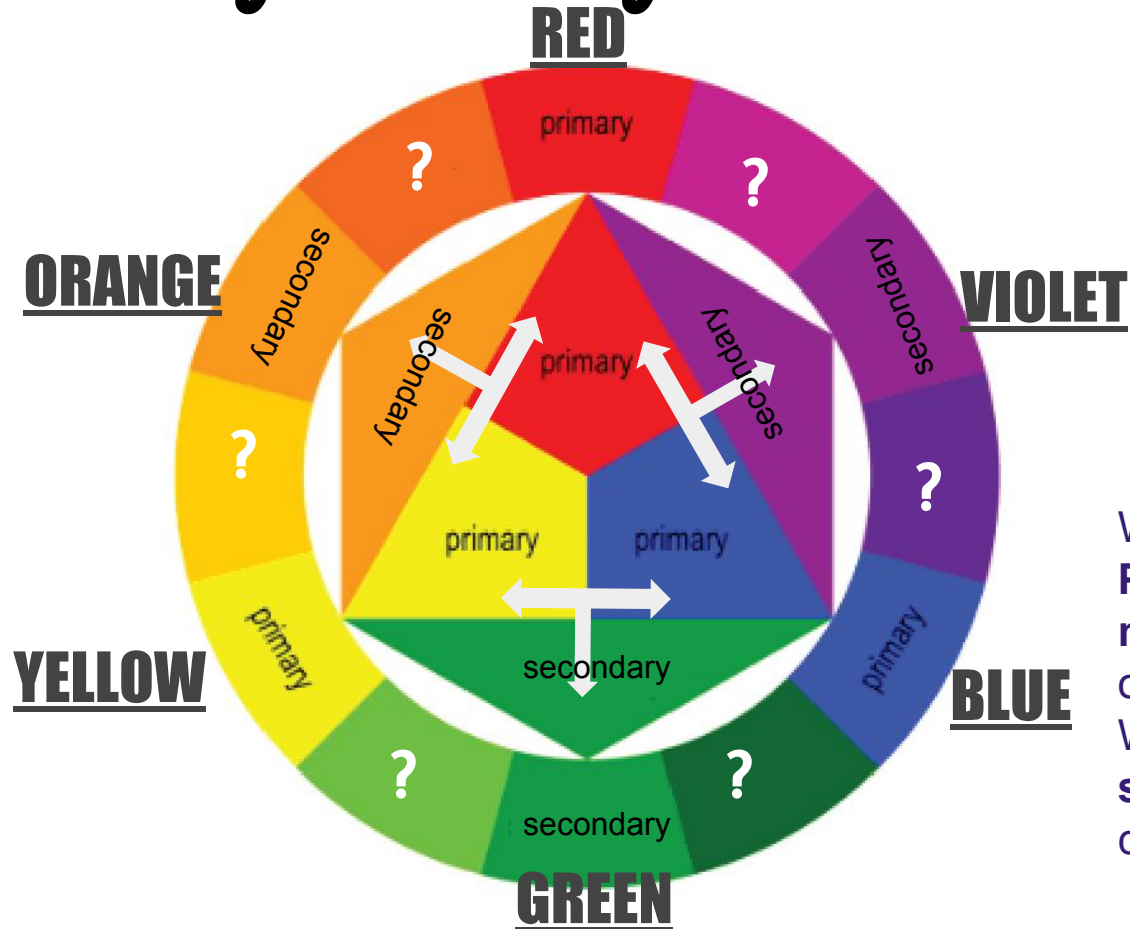 RED
primary
?
?
secondary
secondary
ORANGE
VIOLET
secondary
primary
secondary
?
?
primary
primary
primary
primary
secondary
YELLOW
BLUE
?
?
secondary
GREEN